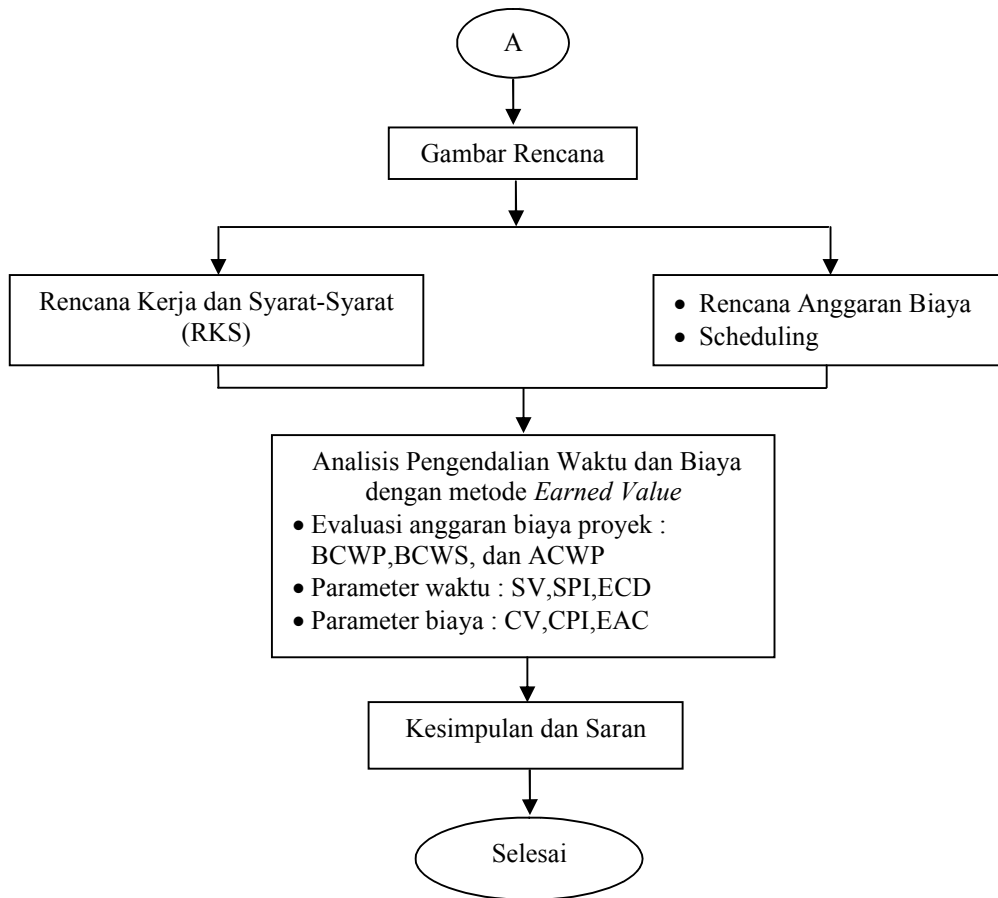 A
Gambar Rencana
Rencana Kerja dan Syarat-Syarat
(RKS)
• Rencana Anggaran Biaya
• Scheduling
Analisis Pengendalian Waktu dan Biaya
dengan metode Earned Value
• Evaluasi anggaran biaya proyek :
BCWP,BCWS, dan ACWP
• Parameter waktu : SV,SPI,ECD
• Parameter biaya : CV,CPI,EAC
Kesimpulan dan Saran
Selesai